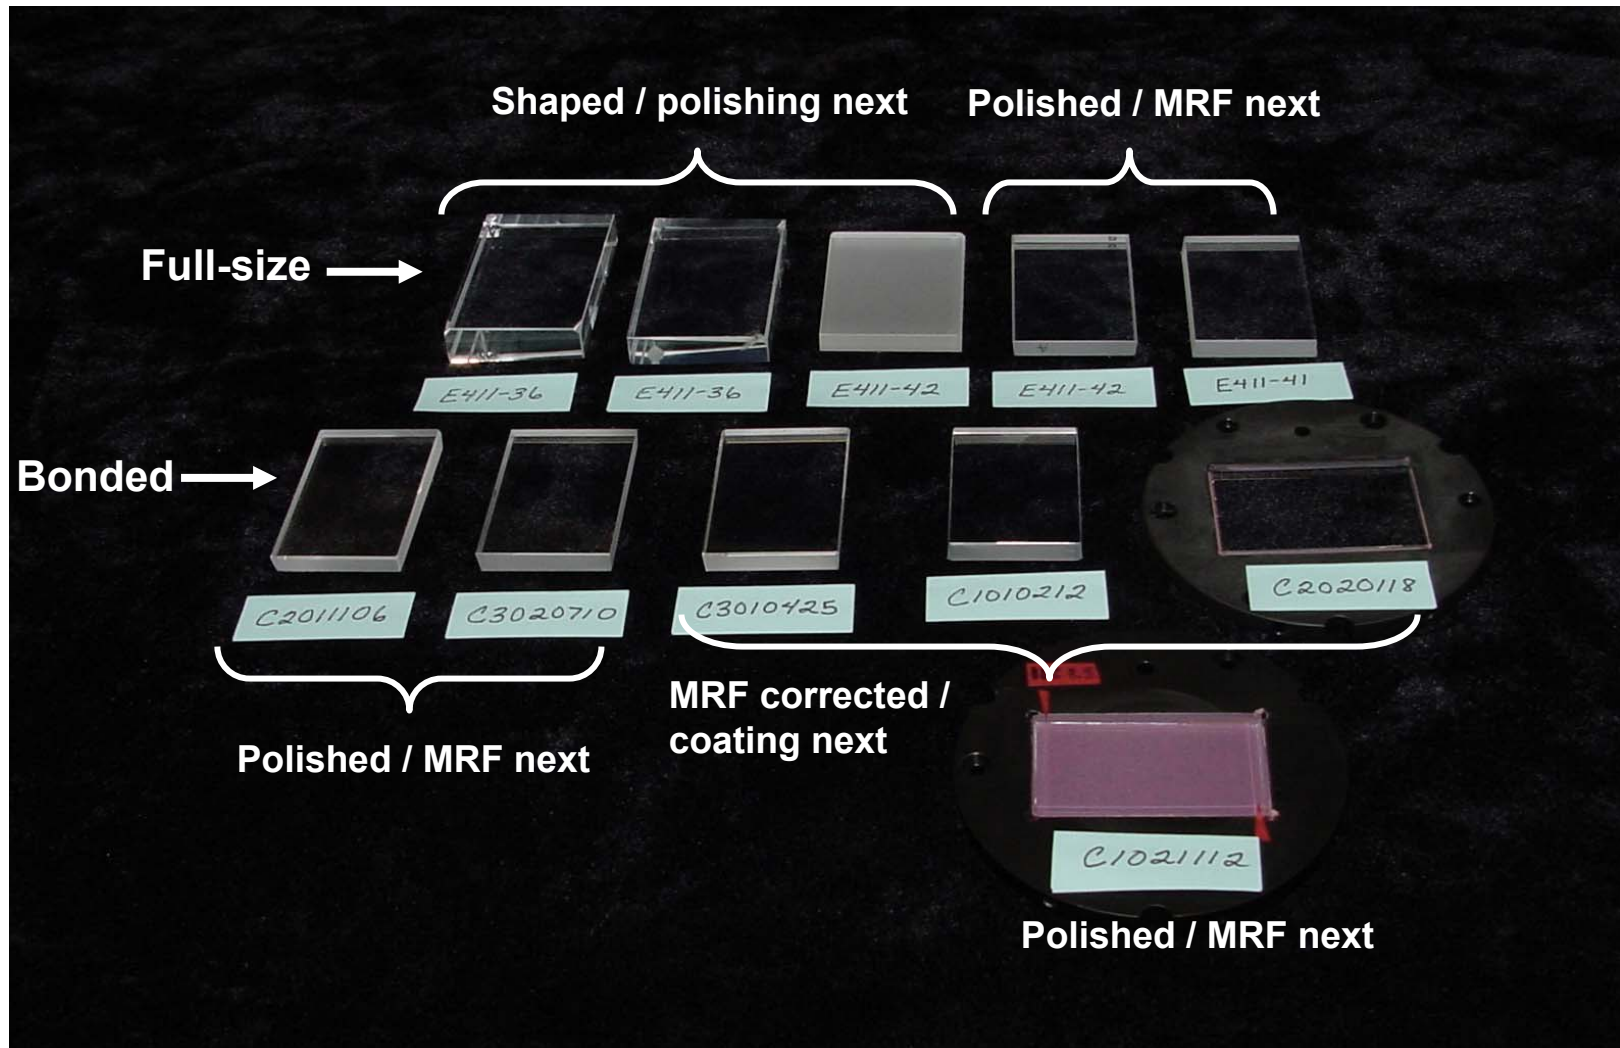 Shaped / polishing next
Polished / MRF next
Full-size
E411-36
E411-36
E411-42
E411-42
E411-41
Bonded
C2011106
C3020710
C3010425
C1010212
C2020118
Polished / MRF next
MRF corrected /
coating next
C1021112
Polished / MRF next